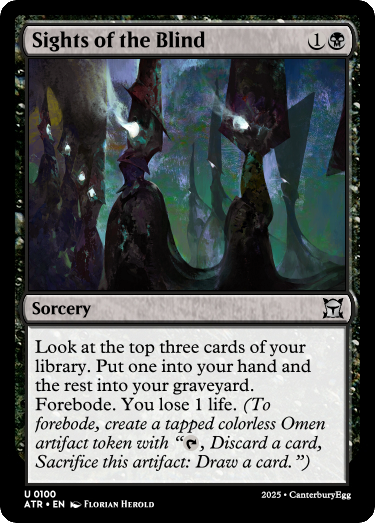 Sights of the Blind 1
Sorcery
Look at the top three cards of your
library. Put one into your hand and
the rest into your graveyard.
Forebode. You lose 1 life. (To
forebode, create a tapped colorless Omen
artifact token with “, Discard a card,
Sacrifice this artifact: Draw a card.”)
U 0100
ATR • EN Florian Herold
2025 • CanterburyEgg